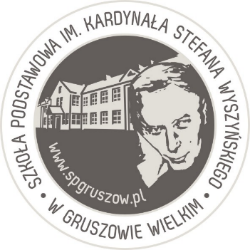 SZKOŁA PODSTAWOWA IM. KARDYNAŁA STEFANA WYSZYŃSKIEGO
• W GRUSZOWIE WIELKIM •
www.spgruszow.pl